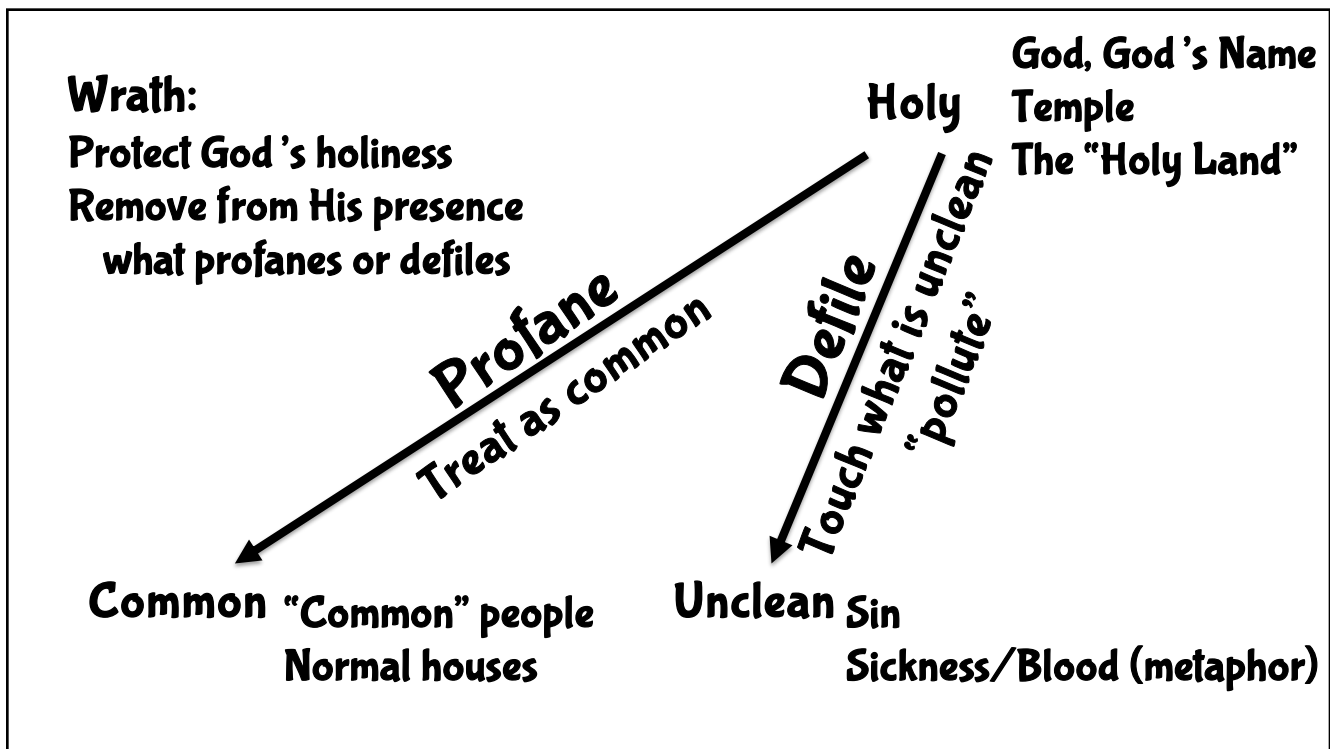 Wrath:
Protect God's holiness
Remove from His presence
what profanes or defiles
Holy
God, God's Name
Temple
The “Holy Land”
Profane
Treat as common
Defile
Touch what is unclean
“pollute”
Common
“Common” people
Normal houses
Unclean
Sin
Sickness/Blood (metaphor)